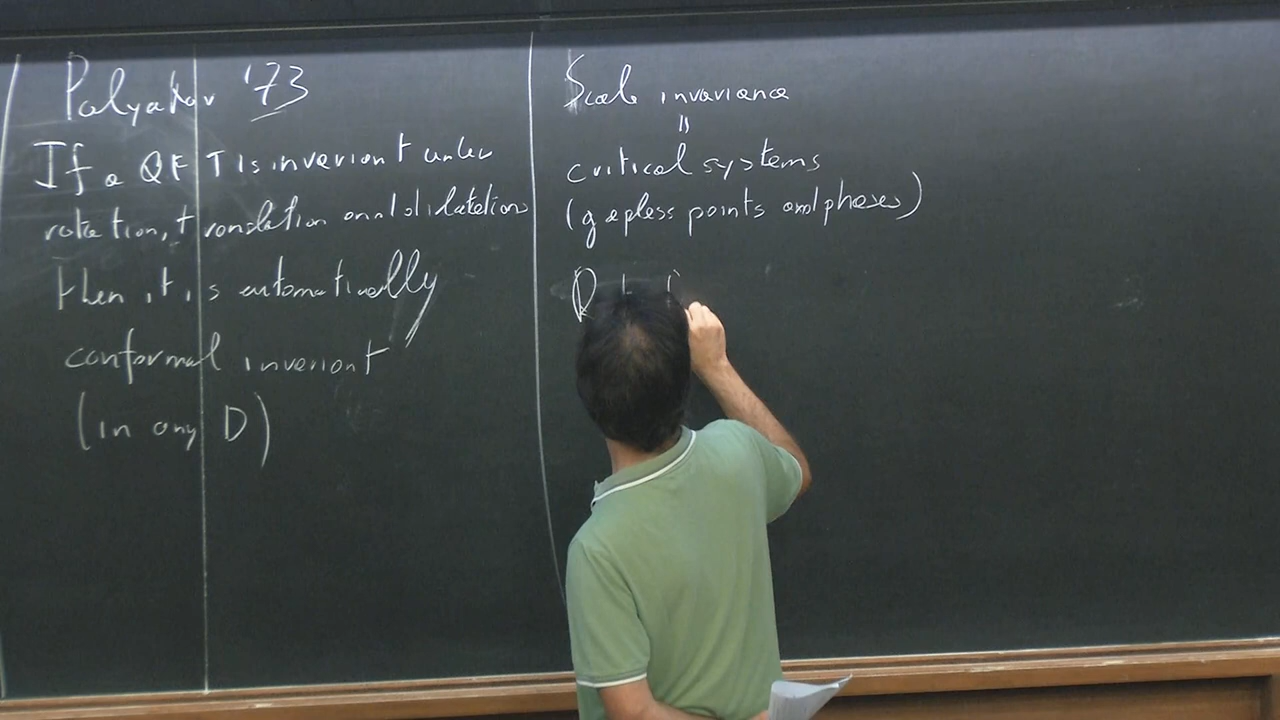 Polyakov '73
If a QFT is invariant under
rotation, translation and dilatation
then it is automatically
conformal invariant
(in any D)
Scale invariance
=
critical systems
(gapless points and phases)